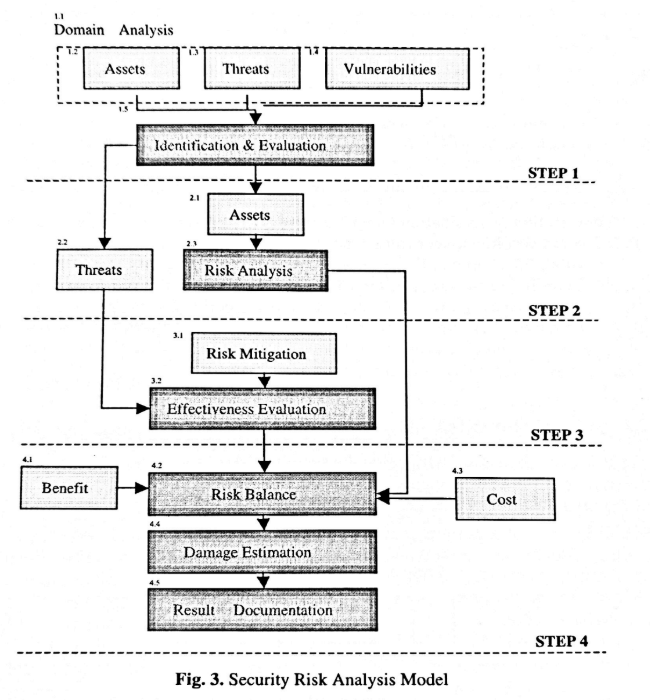 1.1
Domain Analysis
1.2 1.3 1.4
Assets Threats Vulnerabilities
1.5
Identification & Evaluation
STEP 1
2.1
Assets
2.2 2.3
Threats Risk Analysis
STEP 2
3.1
Risk Mitigation
3.2
Effectiveness Evaluation
STEP 3
4.1 4.2 4.3
Benefit Risk Balance Cost
4.4
Damage Estimation
4.5
Result Documentation
STEP 4
Fig. 3. Security Risk Analysis Model